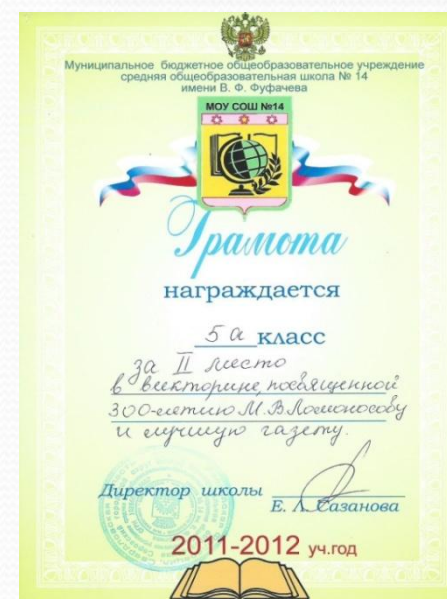 Муниципальное бюджетное общеобразовательное учреждение
средняя общеобразовательная школа № 14
имени В. Ф. Фуфачева
МОУ СОШ №14
Грамота
награждается
5 а класс
за II место
в викторине, посвященной
300-летию М.В Ломоносову
и лучшую газету.
Директор школы
Е. Л. Сазанова
2011-2012 уч.год